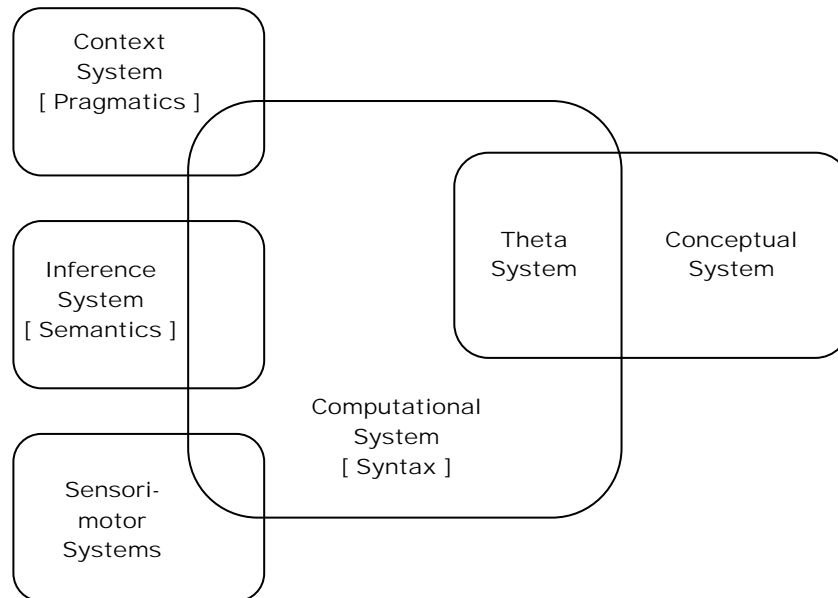 Context
System
[ Pragmatics ]
Inference
System
[ Semantics ]
Sensori-
motor
Systems
Computational
System
[ Syntax ]
Theta
System
Conceptual
System